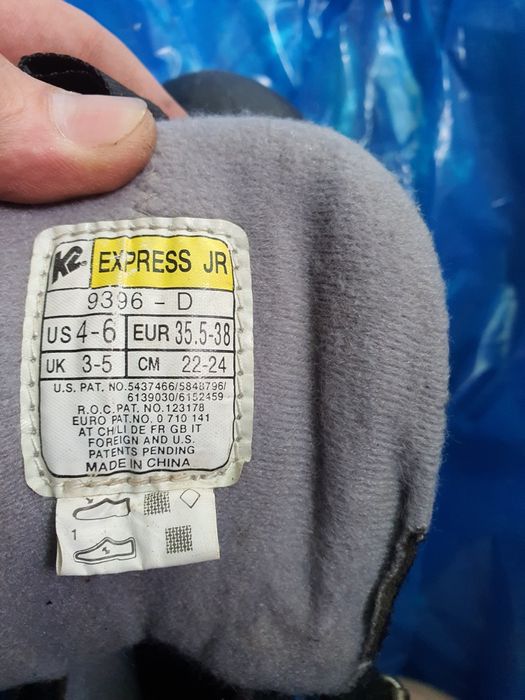 K2 EXPRESS JR
9396 - D
US 4-6 EUR 35.5-38
UK 3-5 CM 22-24
U.S. PAT. NO.5437466/5848796/
6139030/6152459
R.O.C. PAT. NO.123178
EURO PAT.NO. 0 710 141
AT CH LI DE FR GB IT
FOREIGN AND U.S.
PATENTS PENDING
MADE IN CHINA
1